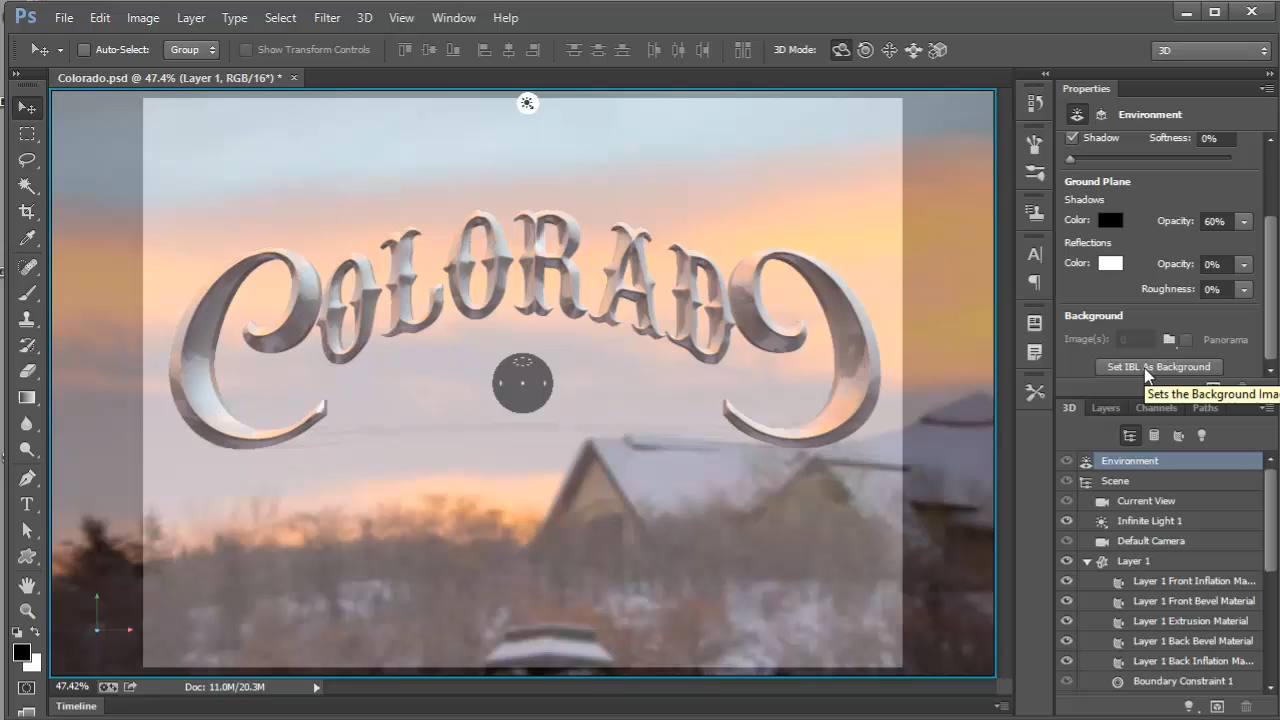 Ps File Edit Image Layer Type Select Filter 3D View Window Help
Auto-Select: Group Show Transform Controls 3D Mode: 3D
Colorado.psd @ 47.4% (Layer 1, RGB/16*) * ×
COLORADO
Properties
Environment
Shadow Softness: 0%
Ground Plane
Shadows
Color: Opacity: 60%
Reflections
Color: Opacity: 0%
Roughness: 0%
Background
Image(s): 0 Panorama
Set IBL As Background
Sets the Background Ima
3D Layers Channels Paths
Environment
Scene
Current View
Infinite Light 1
Default Camera
Layer 1
Layer 1 Front Inflation Ma...
Layer 1 Front Bevel Material
Layer 1 Extrusion Material
Layer 1 Back Bevel Material
Layer 1 Back Inflation Ma...
Boundary Constraint 1
47.42% Doc: 11.0M/20.3M
Timeline